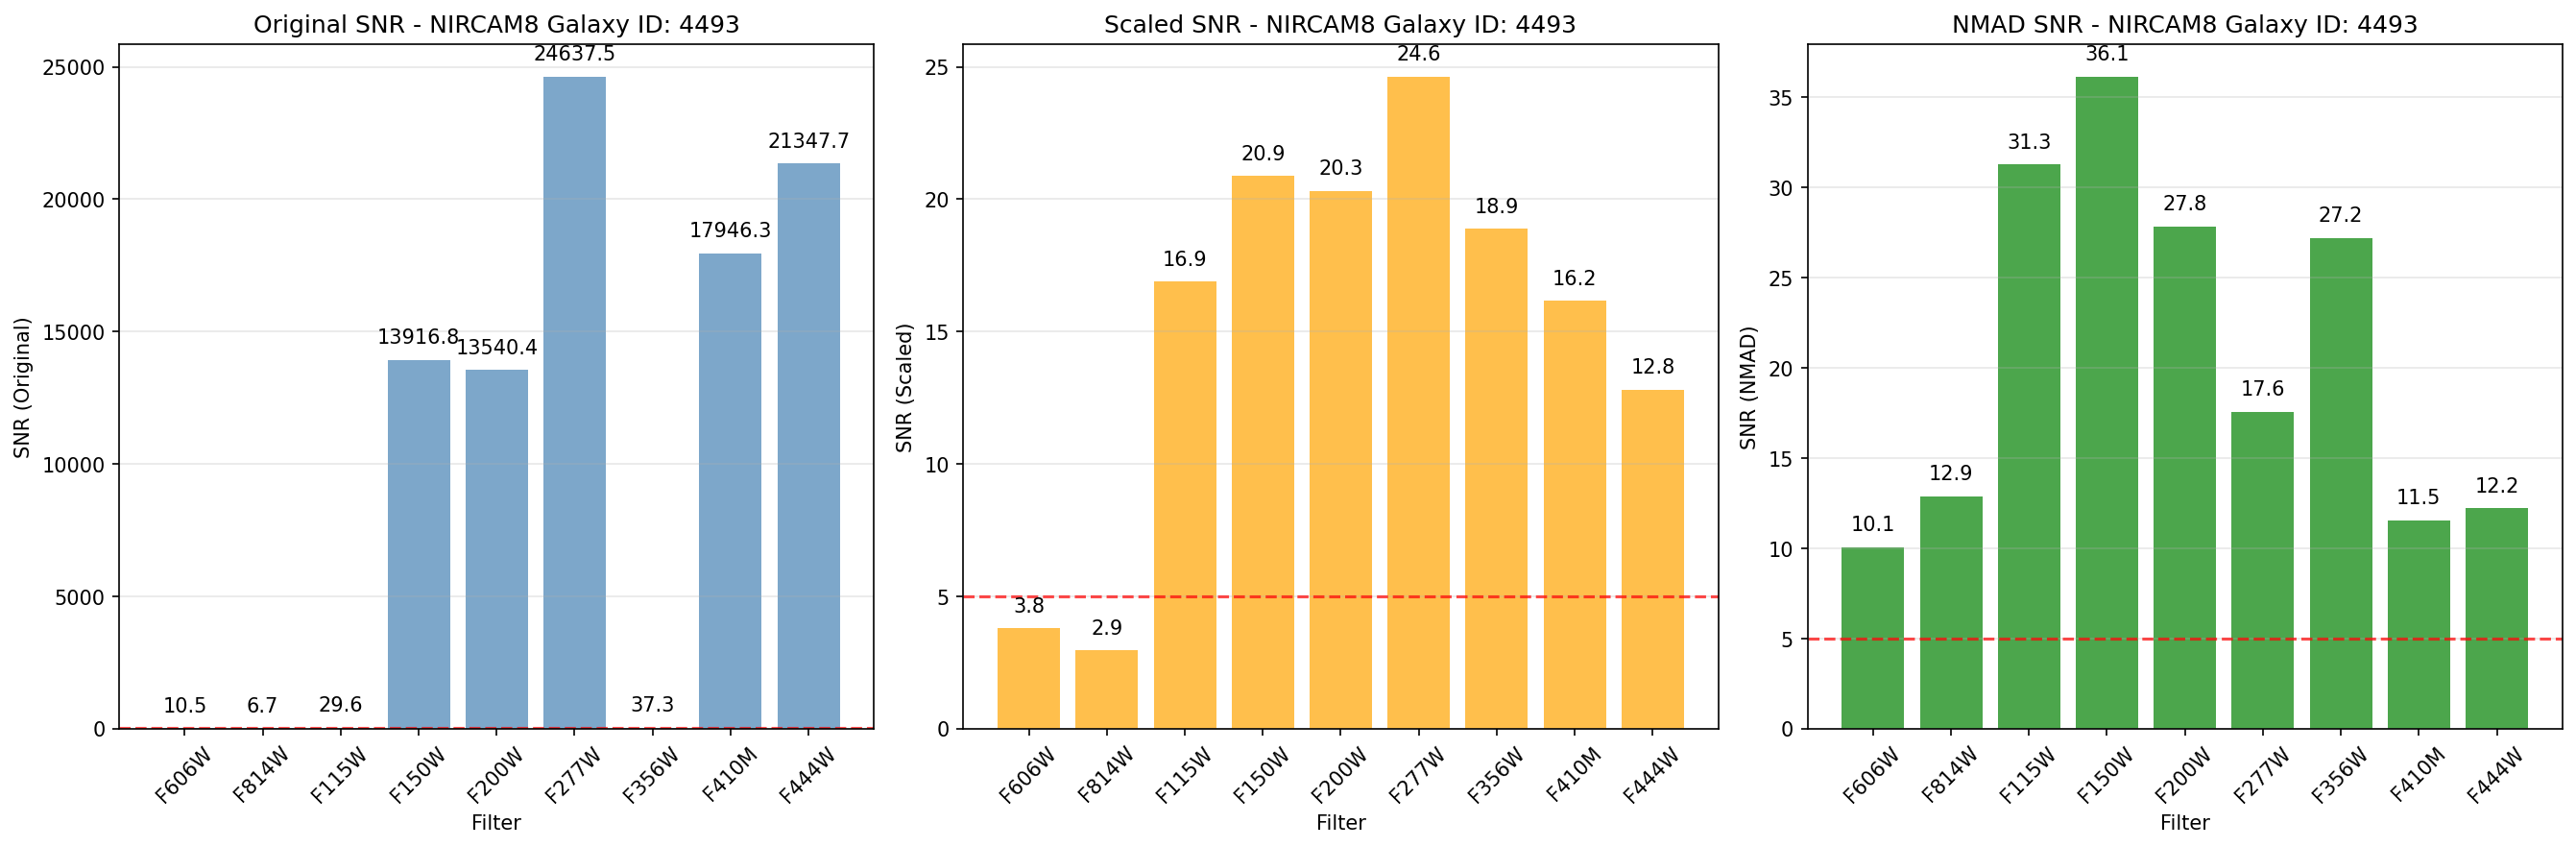 Original SNR - NIRCAM8 Galaxy ID: 4493
SNR (Original)
25000
20000
15000
10000
5000
0
10.5
6.7
29.6
13916.8
13540.4
24637.5
37.3
17946.3
21347.7
F606W
F814W
F115W
F150W
F200W
F277W
F356W
F410M
F444W
Filter
Scaled SNR - NIRCAM8 Galaxy ID: 4493
SNR (Scaled)
25
20
15
10
5
0
3.8
2.9
16.9
20.9
20.3
24.6
18.9
16.2
12.8
F606W
F814W
F115W
F150W
F200W
F277W
F356W
F410M
F444W
Filter
NMAD SNR - NIRCAM8 Galaxy ID: 4493
SNR (NMAD)
35
30
25
20
15
10
5
0
10.1
12.9
31.3
36.1
27.8
17.6
27.2
11.5
12.2
F606W
F814W
F115W
F150W
F200W
F277W
F356W
F410M
F444W
Filter